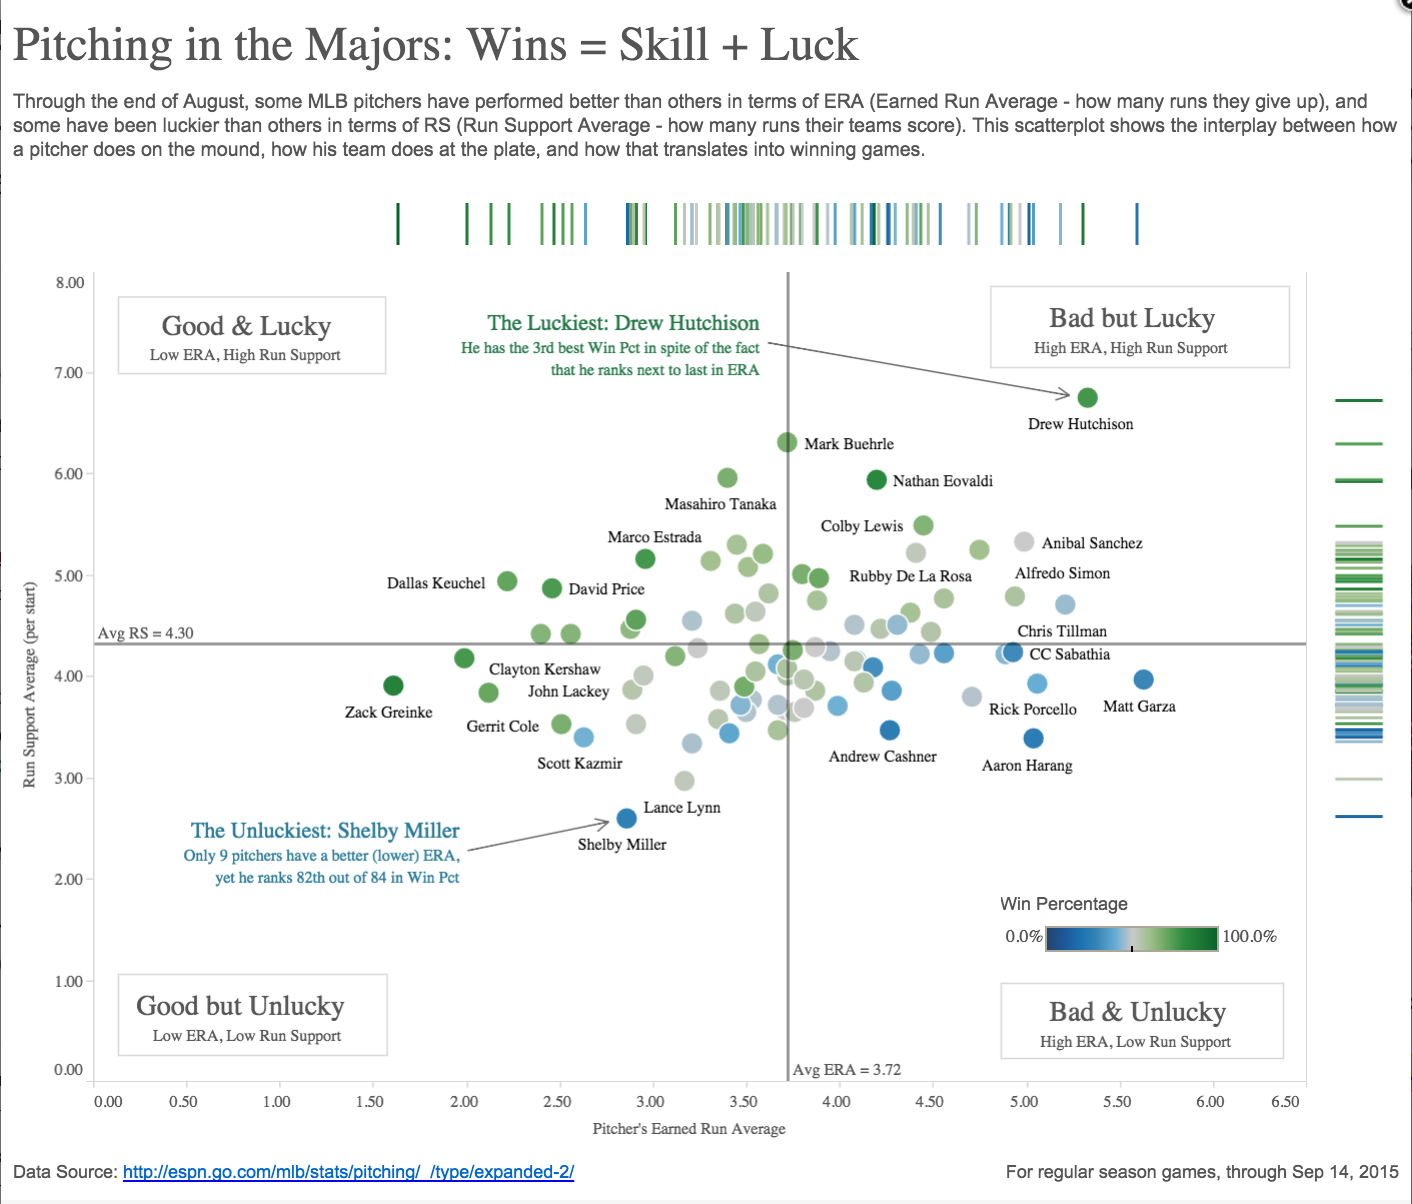 Pitching in the Majors: Wins = Skill + Luck
Through the end of August, some MLB pitchers have performed better than others in terms of ERA (Earned Run Average - how many runs they give up), and
some have been luckier than others in terms of RS (Run Support Average - how many runs their teams score). This scatterplot shows the interplay between how
a pitcher does on the mound, how his team does at the plate, and how that translates into winning games.
8.00
Good & Lucky
Low ERA, High Run Support
The Luckiest: Drew Hutchison
He has the 3rd best Win Pct in spite of the fact
that he ranks next to last in ERA
Bad but Lucky
High ERA, High Run Support
7.00
Drew Hutchison
Mark Buehrle
6.00
Nathan Eovaldi
Masahiro Tanaka
Colby Lewis
Marco Estrada
Anibal Sanchez
5.00
Dallas Keuchel
David Price
Rubby De La Rosa
Alfredo Simon
Avg RS = 4.30
Chris Tillman
CC Sabathia
4.00
Clayton Kershaw
John Lackey
Zack Greinke
Gerrit Cole
Rick Porcello
Matt Garza
Scott Kazmir
Andrew Cashner
Aaron Harang
3.00
Lance Lynn
Shelby Miller
The Unluckiest: Shelby Miller
Only 9 pitchers have a better (lower) ERA,
yet he ranks 82th out of 84 in Win Pct
2.00
Run Support Average (per start)
Win Percentage
0.0%
100.0%
1.00
Good but Unlucky
Low ERA, Low Run Support
Bad & Unlucky
High ERA, Low Run Support
0.00
Avg ERA = 3.72
0.00 0.50 1.00 1.50 2.00 2.50 3.00 3.50 4.00 4.50 5.00 5.50 6.00 6.50
Pitcher's Earned Run Average
Data Source: http://espn.go.com/mlb/stats/pitching/_/type/expanded-2/
For regular season games, through Sep 14, 2015